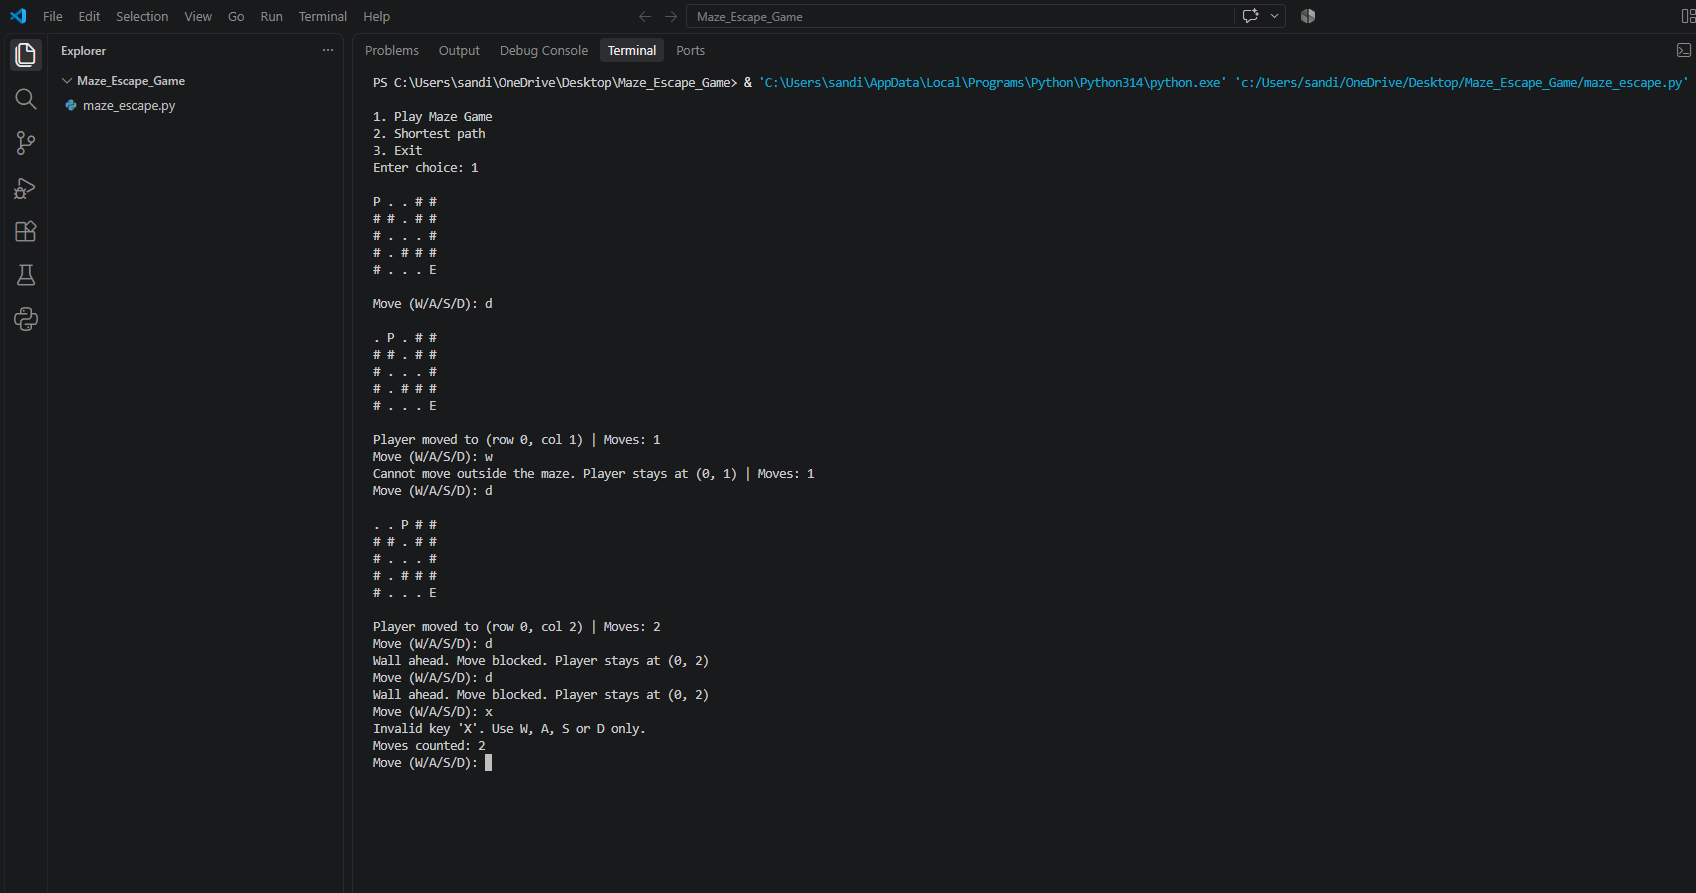 File Edit Selection View Go Run Terminal Help
Maze_Escape_Game
Explorer
Maze_Escape_Game
maze_escape.py
Problems Output Debug Console Terminal Ports
PS C:\Users\sandi\OneDrive\Desktop\Maze_Escape_Game> & 'C:\Users\sandi\AppData\Local\Programs\Python\Python314\python.exe' 'c:/Users/sandi/OneDrive/Desktop/Maze_Escape_Game/maze_escape.py'
1. Play Maze Game
2. Shortest path
3. Exit
Enter choice: 1
P . . # #
# # . # #
# . . . #
# . # # #
# . . . E
Move (W/A/S/D): d
. P . # #
# # . # #
# . . . #
# . # # #
# . . . E
Player moved to (row 0, col 1) | Moves: 1
Move (W/A/S/D): w
Cannot move outside the maze. Player stays at (0, 1) | Moves: 1
Move (W/A/S/D): d
. . P # #
# # . # #
# . . . #
# . # # #
# . . . E
Player moved to (row 0, col 2) | Moves: 2
Move (W/A/S/D): d
Wall ahead. Move blocked. Player stays at (0, 2)
Move (W/A/S/D): d
Wall ahead. Move blocked. Player stays at (0, 2)
Move (W/A/S/D): x
Invalid key 'X'. Use W, A, S or D only.
Moves counted: 2
Move (W/A/S/D):